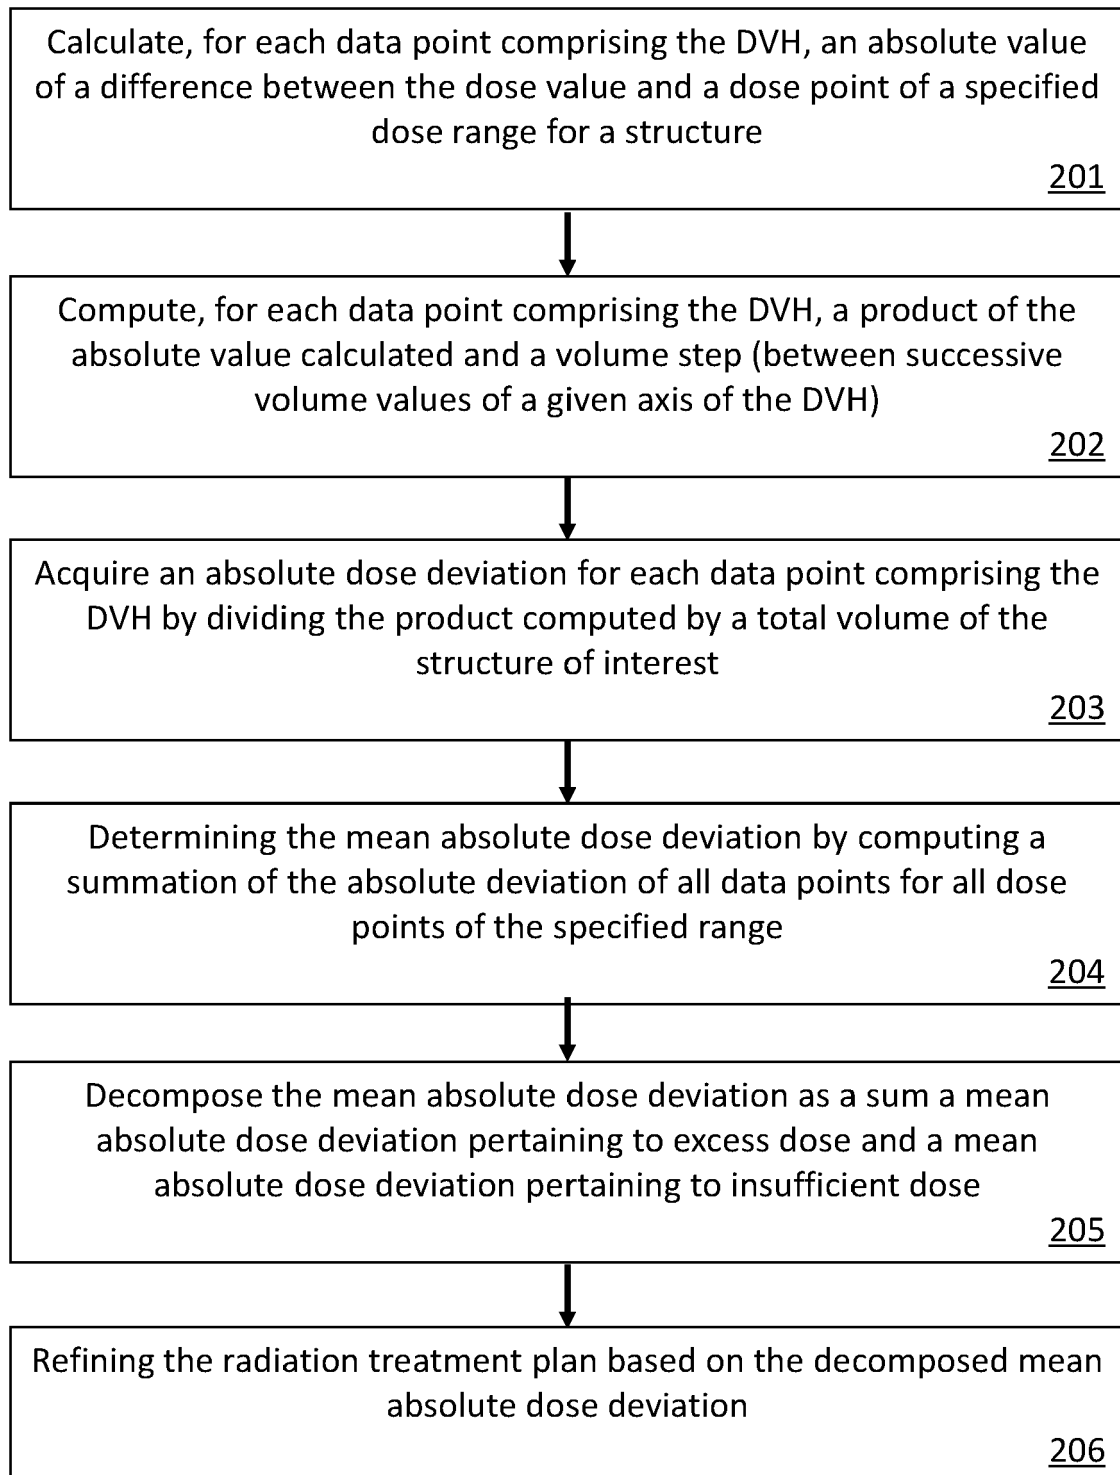 Calculate, for each data point comprising the DVH, an absolute value
of a difference between the dose value and a dose point of a specified
dose range for a structure
201
Compute, for each data point comprising the DVH, a product of the
absolute value calculated and a volume step (between successive
volume values of a given axis of the DVH)
202
Acquire an absolute dose deviation for each data point comprising the
DVH by dividing the product computed by a total volume of the
structure of interest
203
Determining the mean absolute dose deviation by computing a
summation of the absolute deviation of all data points for all dose
points of the specified range
204
Decompose the mean absolute dose deviation as a sum a mean
absolute dose deviation pertaining to excess dose and a mean
absolute dose deviation pertaining to insufficient dose
205
Refining the radiation treatment plan based on the decomposed mean
absolute dose deviation
206